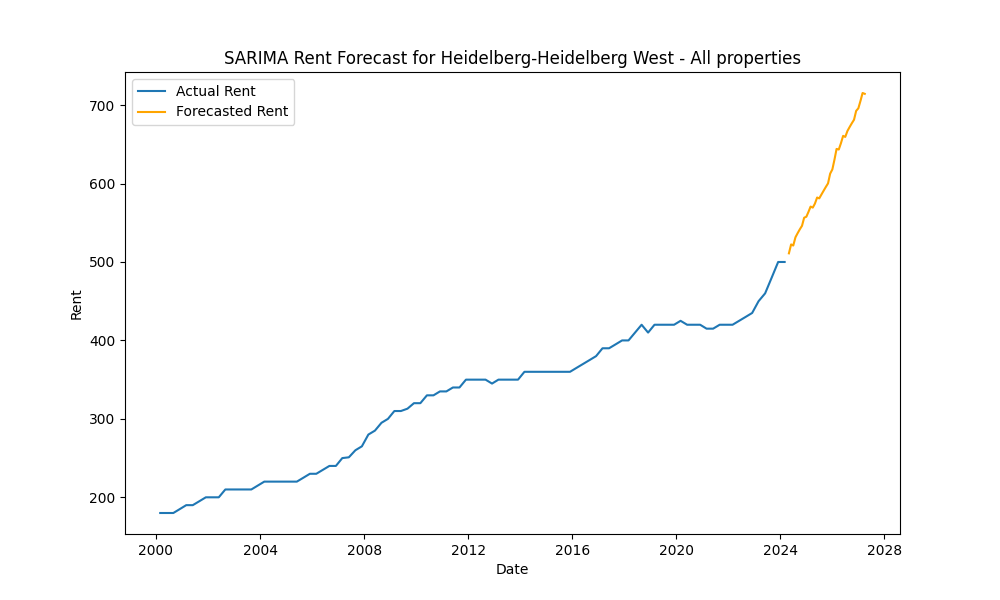 SARIMA Rent Forecast for Heidelberg-Heidelberg West - All properties
Actual Rent
Forecasted Rent
700
600
500
400
300
200
Rent
2000 2004 2008 2012 2016 2020 2024 2028
Date